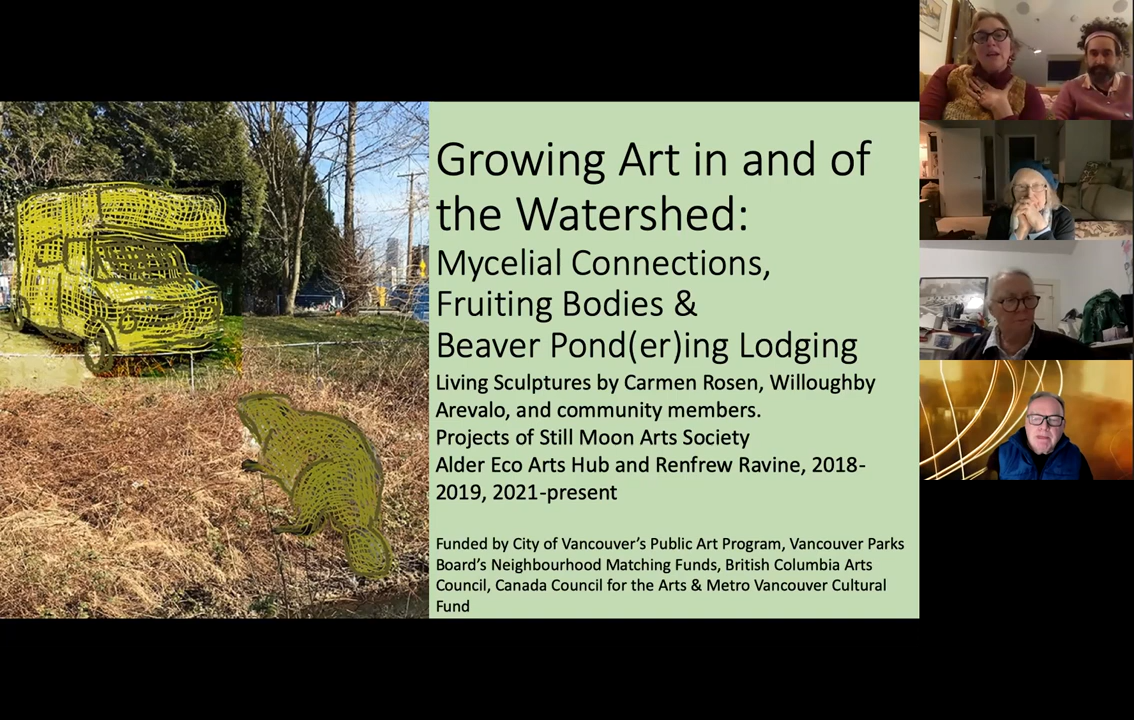 Growing Art in and of
the Watershed:
Mycelial Connections,
Fruiting Bodies &
Beaver Pond(er)ing Lodging
Living Sculptures by Carmen Rosen, Willoughby
Arevalo, and community members.
Projects of Still Moon Arts Society
Alder Eco Arts Hub and Renfrew Ravine, 2018-
2019, 2021-present
Funded by City of Vancouver’s Public Art Program, Vancouver Parks
Board’s Neighbourhood Matching Funds, British Columbia Arts
Council, Canada Council for the Arts & Metro Vancouver Cultural
Fund